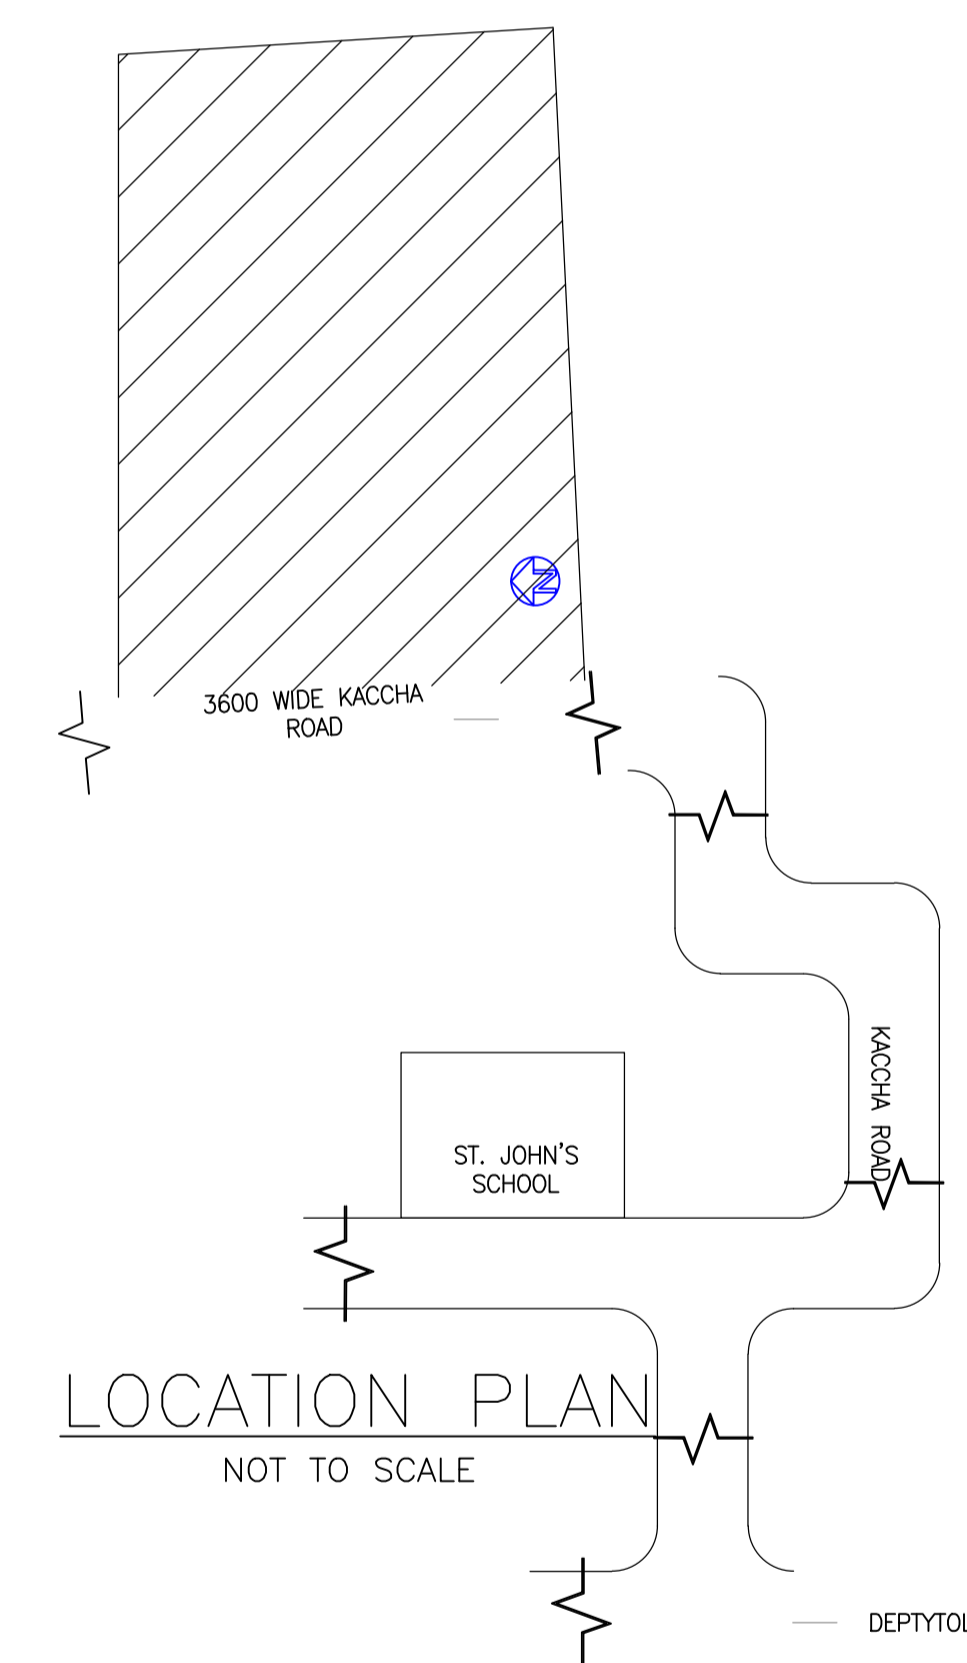 N
3600 WIDE KACCHA
ROAD
KACCHA ROAD
ST. JOHN'S
SCHOOL
LOCATION PLAN
NOT TO SCALE